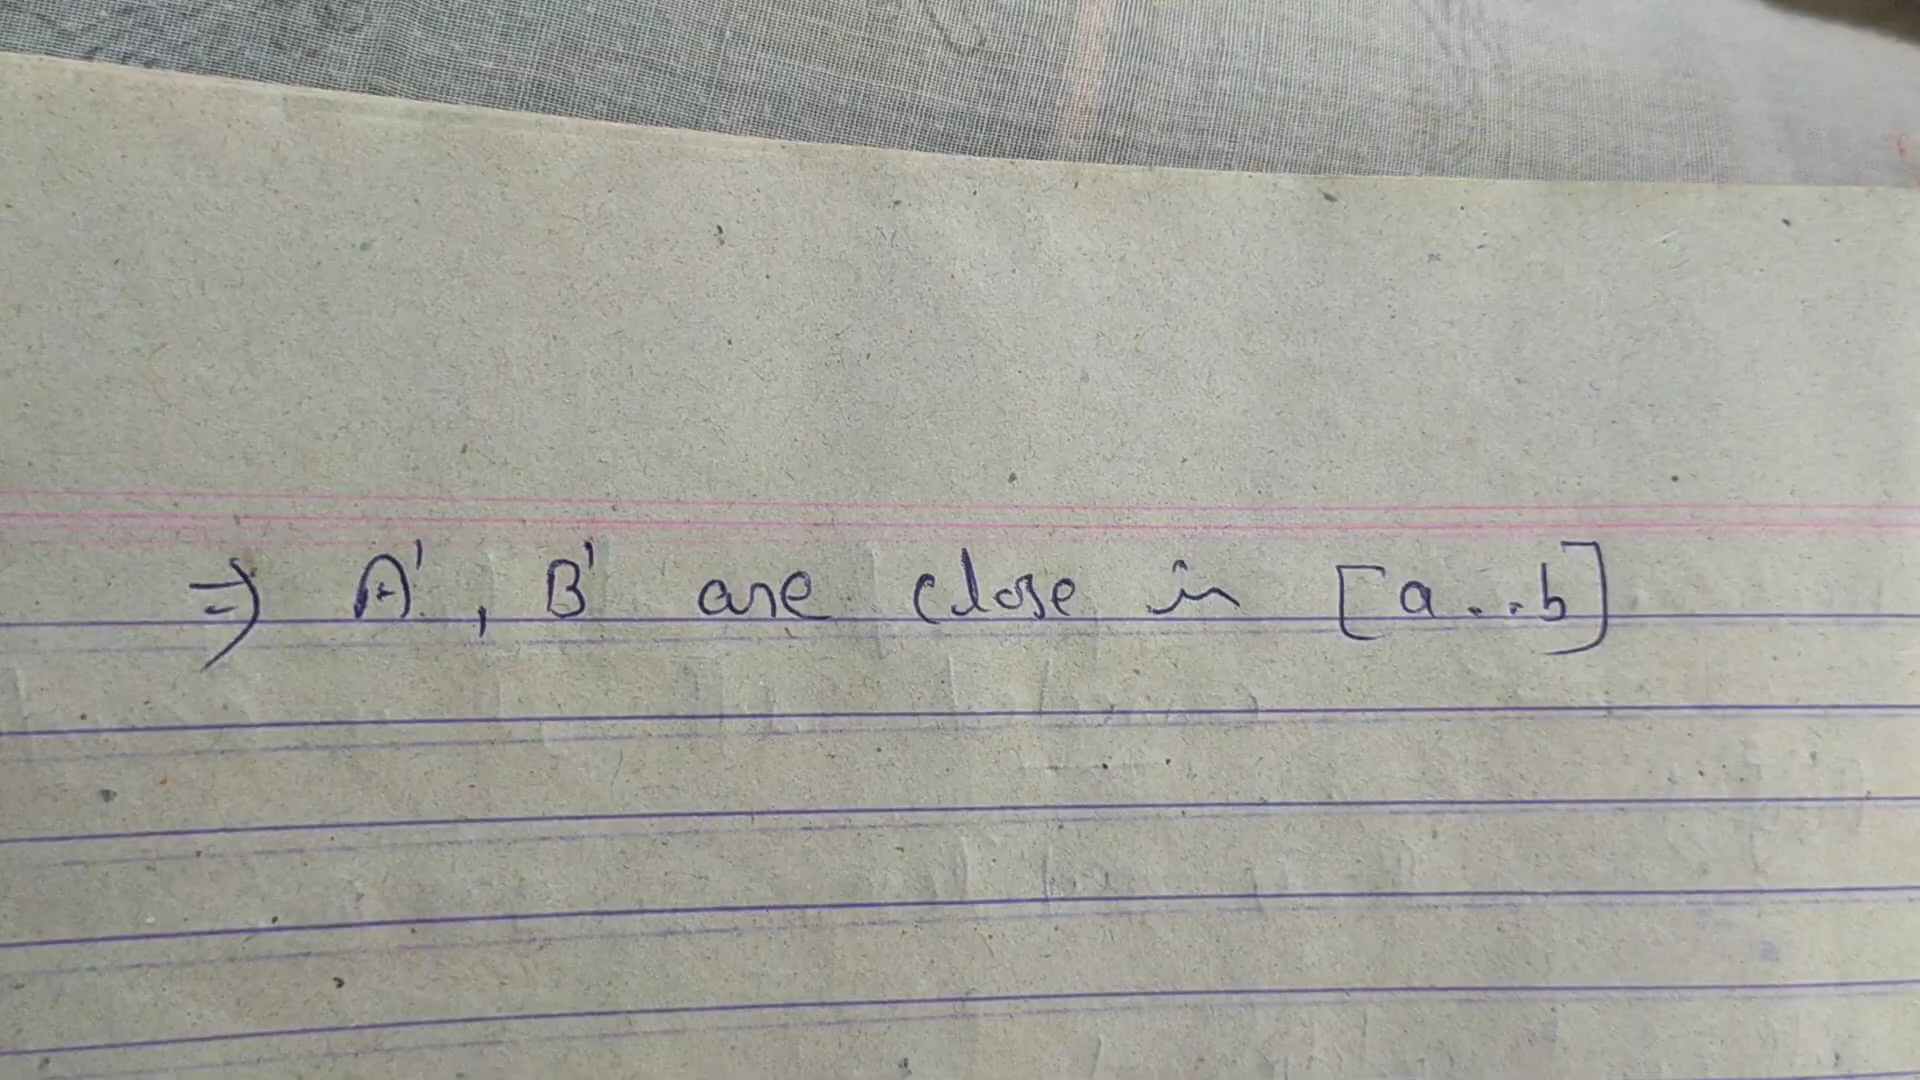 ⇒ A', B' are close in [a...b]